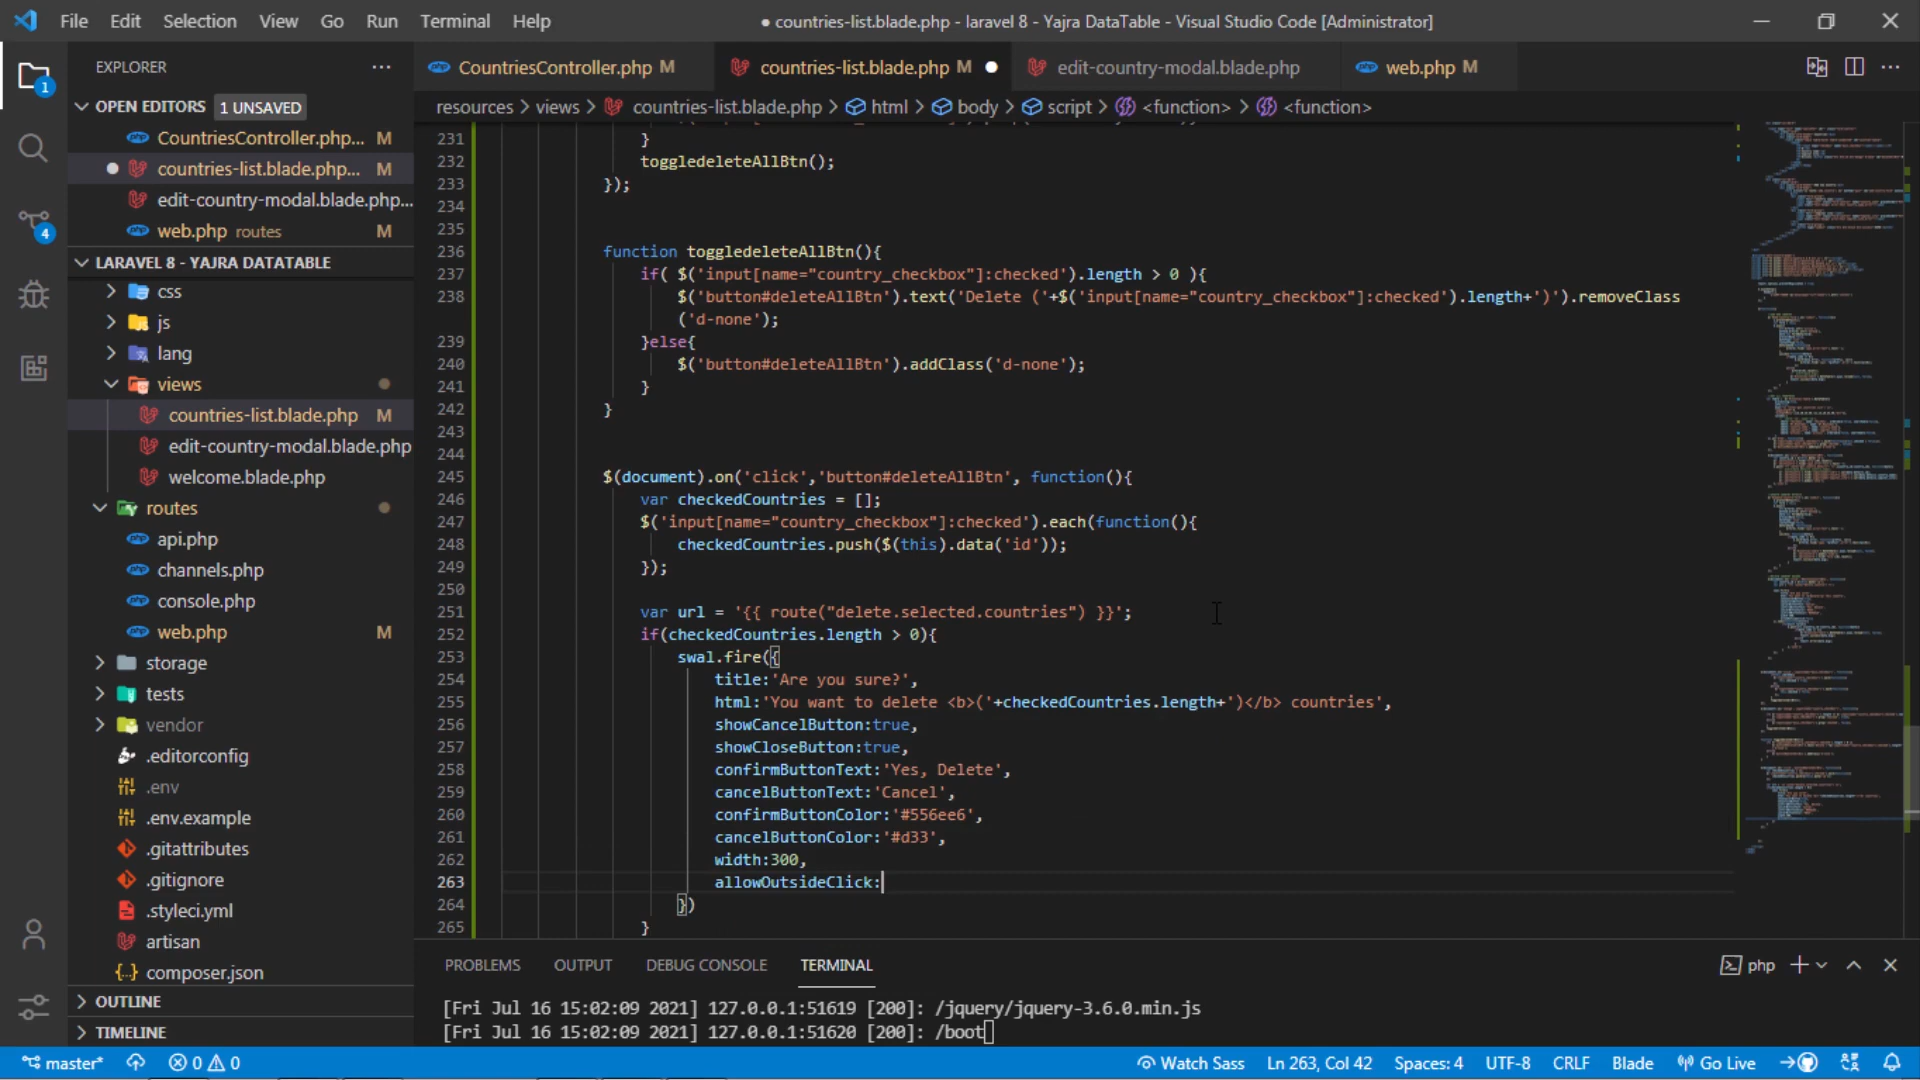 File Edit Selection View Go Run Terminal Help
● countries-list.blade.php - laravel 8 - Yajra DataTable - Visual Studio Code [Administrator]
EXPLORER
CountriesController.php M
countries-list.blade.php M
edit-country-modal.blade.php
web.php M
OPEN EDITORS 1 UNSAVED
resources > views > countries-list.blade.php > html > body > script > <function> > <function>
CountriesController.php... M
countries-list.blade.php... M
edit-country-modal.blade.php...
web.php routes M
LARAVEL 8 - YAJRA DATATABLE
css
js
lang
views
countries-list.blade.php M
edit-country-modal.blade.php
welcome.blade.php
routes
api.php
channels.php
console.php
web.php M
storage
tests
vendor
.editorconfig
.env
.env.example
.gitattributes
.gitignore
.styleci.yml
artisan
composer.json
OUTLINE
TIMELINE
1
4
231 }
232 toggledeleteAllBtn();
233 });
234
235
236 function toggledeleteAllBtn(){
237 if( $('input[name="country_checkbox"]:checked').length > 0 ){
238 $('button#deleteAllBtn').text('Delete ('+$('input[name="country_checkbox"]:checked').length+')').removeClass
('d-none');
239 }else{
240 $('button#deleteAllBtn').addClass('d-none');
241 }
242 }
243
244
245 $(document).on('click','button#deleteAllBtn', function(){
246 var checkedCountries = [];
247 $('input[name="country_checkbox"]:checked').each(function(){
248 checkedCountries.push($(this).data('id'));
249 });
250
251 var url = '{{ route("delete.selected.countries") }}';
252 if(checkedCountries.length > 0){
253 swal.fire({
254 title:'Are you sure?',
255 html:'You want to delete <b>('+checkedCountries.length+')</b> countries',
256 showCancelButton:true,
257 showCloseButton:true,
258 confirmButtonText:'Yes, Delete',
259 cancelButtonText:'Cancel',
260 confirmButtonColor:'#556ee6',
261 cancelButtonColor:'#d33',
262 width:300,
263 allowOutsideClick:
264 })
265 }
PROBLEMS OUTPUT DEBUG CONSOLE TERMINAL
php
[Fri Jul 16 15:02:09 2021] 127.0.0.1:51619 [200]: /jquery/jquery-3.6.0.min.js
[Fri Jul 16 15:02:09 2021] 127.0.0.1:51620 [200]: /boot
master* 0 0 Watch Sass Ln 263, Col 42 Spaces: 4 UTF-8 CRLF Blade Go Live